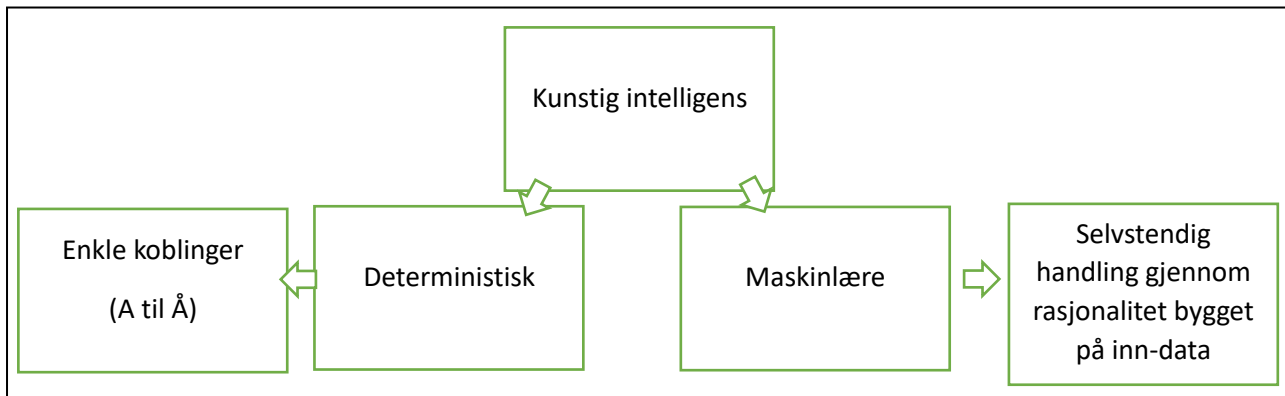 Kunstig intelligens
Enkle koblinger
(A til Å)
Deterministisk
Maskinlære
Selvstendig
handling gjennom
rasjonalitet bygget
på inn-data